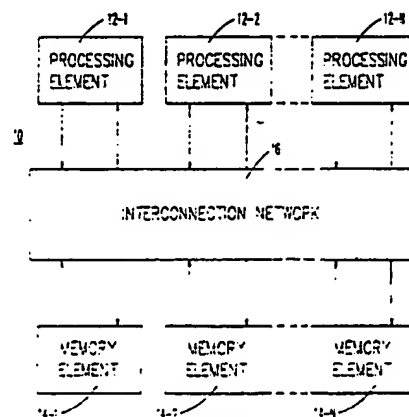 12-1 12-2 12-N
PROCESSING ELEMENT
PROCESSING ELEMENT
PROCESSING ELEMENT
10
16
INTERCONNECTION NETWORK
MEMORY ELEMENT
MEMORY ELEMENT
MEMORY ELEMENT
14-1 14-2 14-N